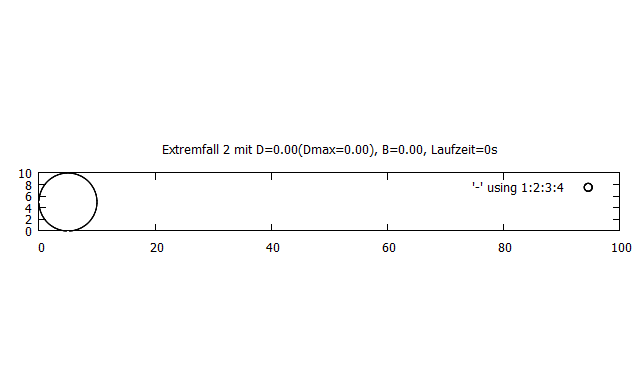 Extremfall 2 mit D=0.00(Dmax=0.00), B=0.00, Laufzeit=0s
'-' using 1:2:3:4
10
8
6
4
2
0
0 20 40 60 80 100